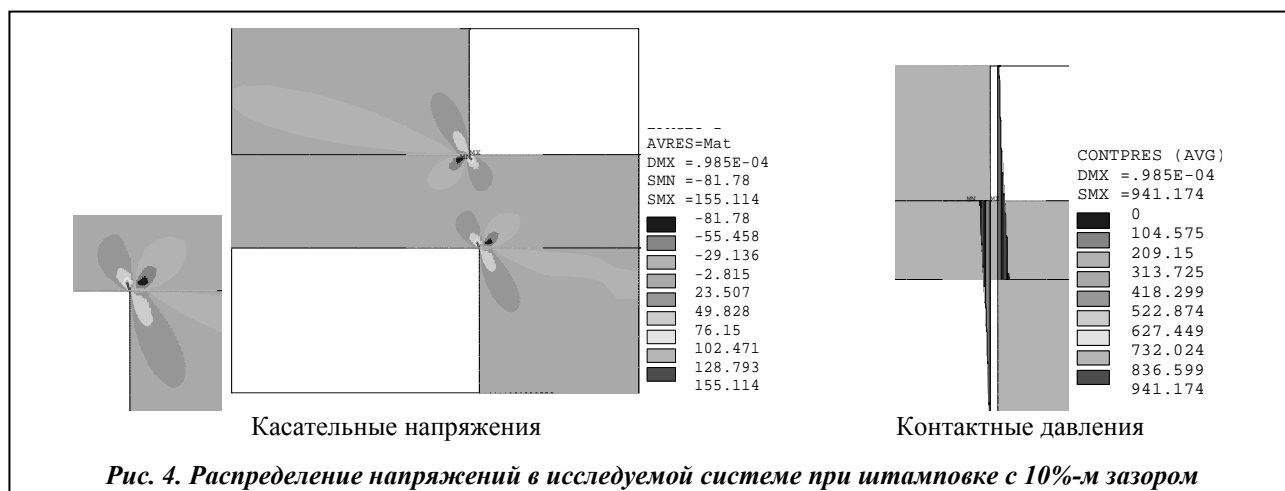 AVRES=Mat
DMX =.985E-04
SMN =-81.78
SMX =155.114
-81.78
-55.458
-29.136
-2.815
23.507
49.828
76.15
102.471
128.793
155.114
MN
MX
Касательные напряжения
CONTPRES (AVG)
DMX =.985E-04
SMX =941.174
0
104.575
209.15
313.725
418.299
522.874
627.449
732.024
836.599
941.174
Контактные давления
Рис. 4. Распределение напряжений в исследуемой системе при штамповке с 10%-м зазором